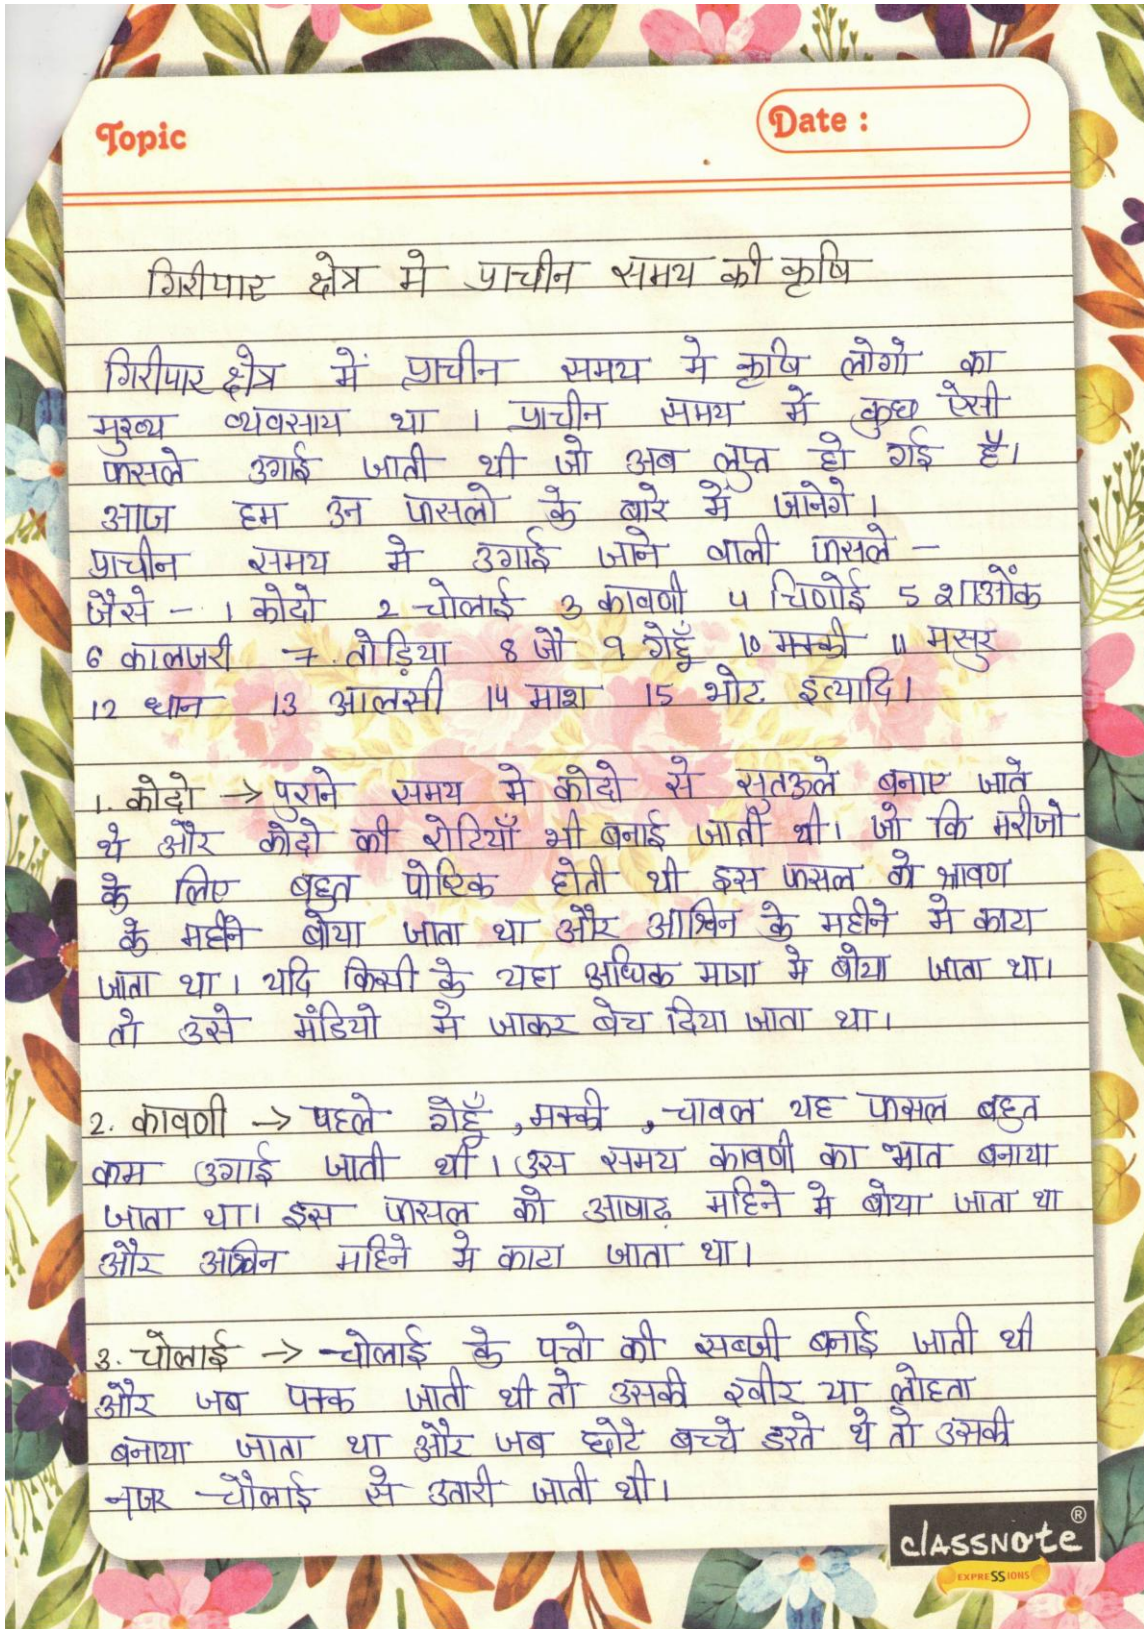 Topic
Date :
गिरीपार क्षेत्र मे प्राचीन समय की कृषि
गिरीपार क्षेत्र में प्राचीन समय मे कृषि लोगो का
मुख्य व्यवसाय था । प्राचीन समय में कुछ ऐसी
फसले उगाई जाती थी जो अब लुप्त हो गई है।
आज हम उन फसलो के बारे में जानेगे ।
प्राचीन समय मे उगाई जाने वाली फसले –
जैसे – 1 कोदो 2 चोलाई 3 कावणी 4 चिणोई 5 शाओंक
6 कालजरी 7. तोड़िया 8 जौ 9 गेहूँ 10 मक्की 11 मसुर
12 धान 13 आलसी 14 माश 15 भोट इत्यादि।
1. कोदो → पुराने समय मे कोदो से सुतऊले बनाए जाते
थे और कोदो की रोटियाँ भी बनाई जाती थी। जो कि मरीजो
के लिए बहुत पोष्टिक होती थी इस फसल को श्रावण
के महीने बोया जाता था और आश्विन के महीने मे काटा
जाता था। यदि किसी के यहा अधिक मात्रा मे बोया जाता था।
तो उसे मंडियो मे जाकर बेच दिया जाता था।
2. कावणी → पहले गेहूँ , मक्की , चावल यह फसल बहुत
कम उगाई जाती थी। उस समय कावणी का भात बनाया
जाता था। इस फसल को आषाढ़ महिने मे बोया जाता था
और अश्विन महिने मे काटा जाता था।
3. चोलाई → चोलाई के पत्तो की सब्जी बनाई जाती थी
और जब पक्क जाती थी तो उसकी खीर या लोहता
बनाया जाता था और जब छोटे बच्चे डरते थे तो उसकी
नजर चौलाई से उतारी जाती थी।
classnote ®
EXPRESSIONS